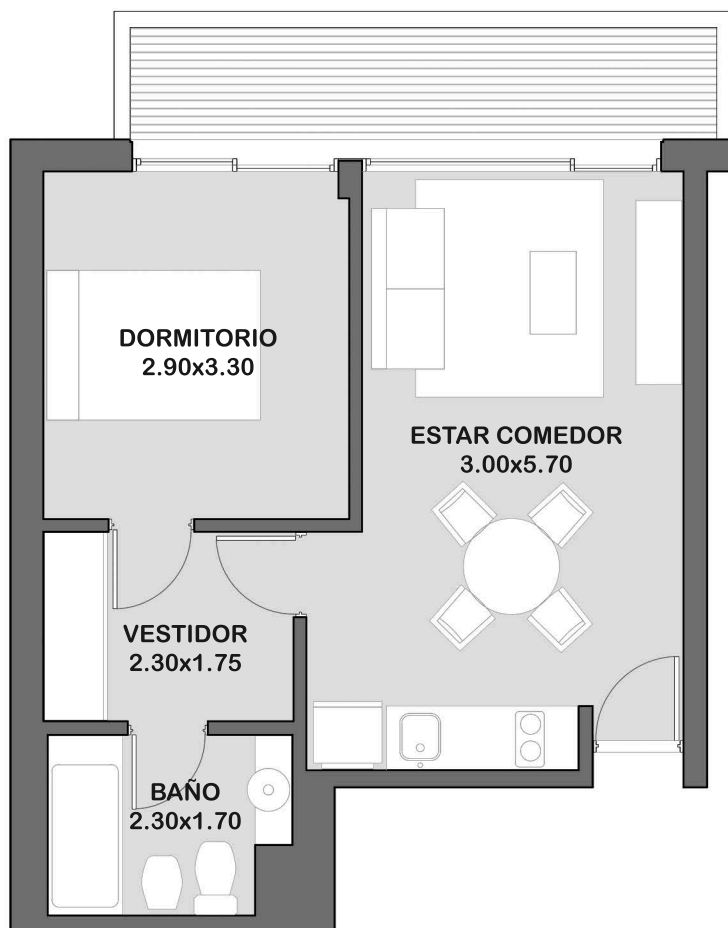 DORMITORIO
2.90x3.30
ESTAR COMEDOR
3.00x5.70
VESTIDOR
2.30x1.75
BAÑO
2.30x1.70